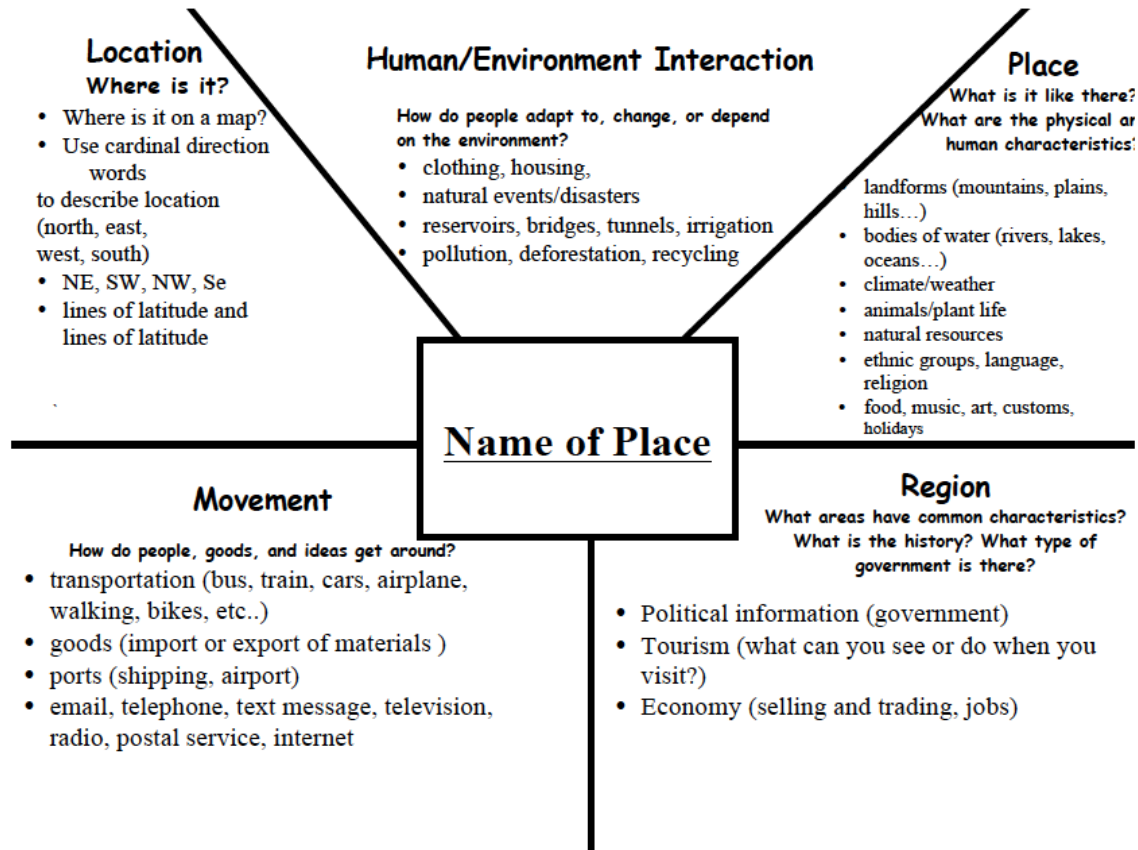 Location
Where is it?
• Where is it on a map?
• Use cardinal direction
words
to describe location
(north, east,
west, south)
• NE, SW, NW, Se
• lines of latitude and
lines of latitude
Human/Environment Interaction
How do people adapt to, change, or depend
on the environment?
• clothing, housing,
• natural events/disasters
• reservoirs, bridges, tunnels, irrigation
• pollution, deforestation, recycling
Place
What is it like there?
What are the physical an
human characteristics?
• landforms (mountains, plains,
hills…)
• bodies of water (rivers, lakes,
oceans…)
• climate/weather
• animals/plant life
• natural resources
• ethnic groups, language,
religion
• food, music, art, customs,
holidays
Name of Place
Movement
How do people, goods, and ideas get around?
• transportation (bus, train, cars, airplane,
walking, bikes, etc..)
• goods (import or export of materials )
• ports (shipping, airport)
• email, telephone, text message, television,
radio, postal service, internet
Region
What areas have common characteristics?
What is the history? What type of
government is there?
• Political information (government)
• Tourism (what can you see or do when you
visit?)
• Economy (selling and trading, jobs)